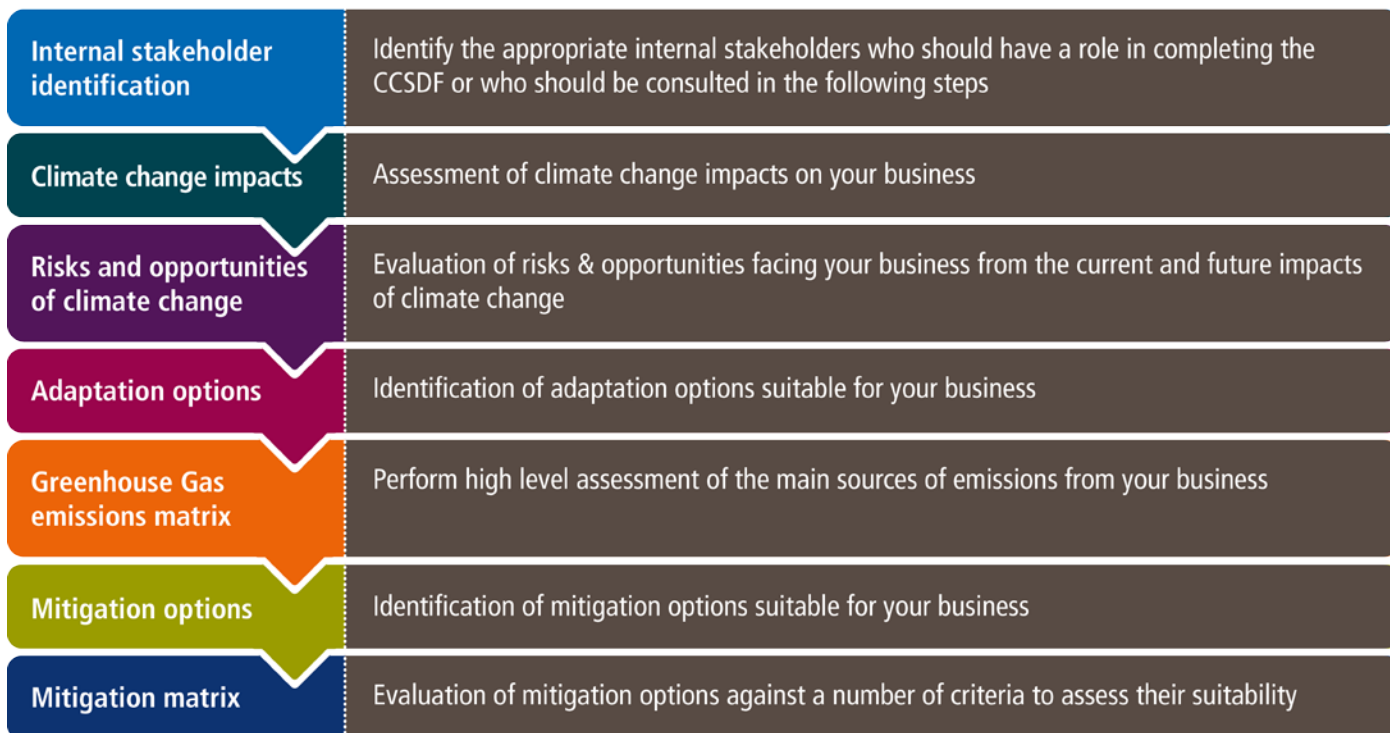 Internal stakeholder
identification
Identify the appropriate internal stakeholders who should have a role in completing the
CCSDF or who should be consulted in the following steps
Climate change impacts
Assessment of climate change impacts on your business
Risks and opportunities
of climate change
Evaluation of risks & opportunities facing your business from the current and future impacts
of climate change
Adaptation options
Identification of adaptation options suitable for your business
Greenhouse Gas
emissions matrix
Perform high level assessment of the main sources of emissions from your business
Mitigation options
Identification of mitigation options suitable for your business
Mitigation matrix
Evaluation of mitigation options against a number of criteria to assess their suitability